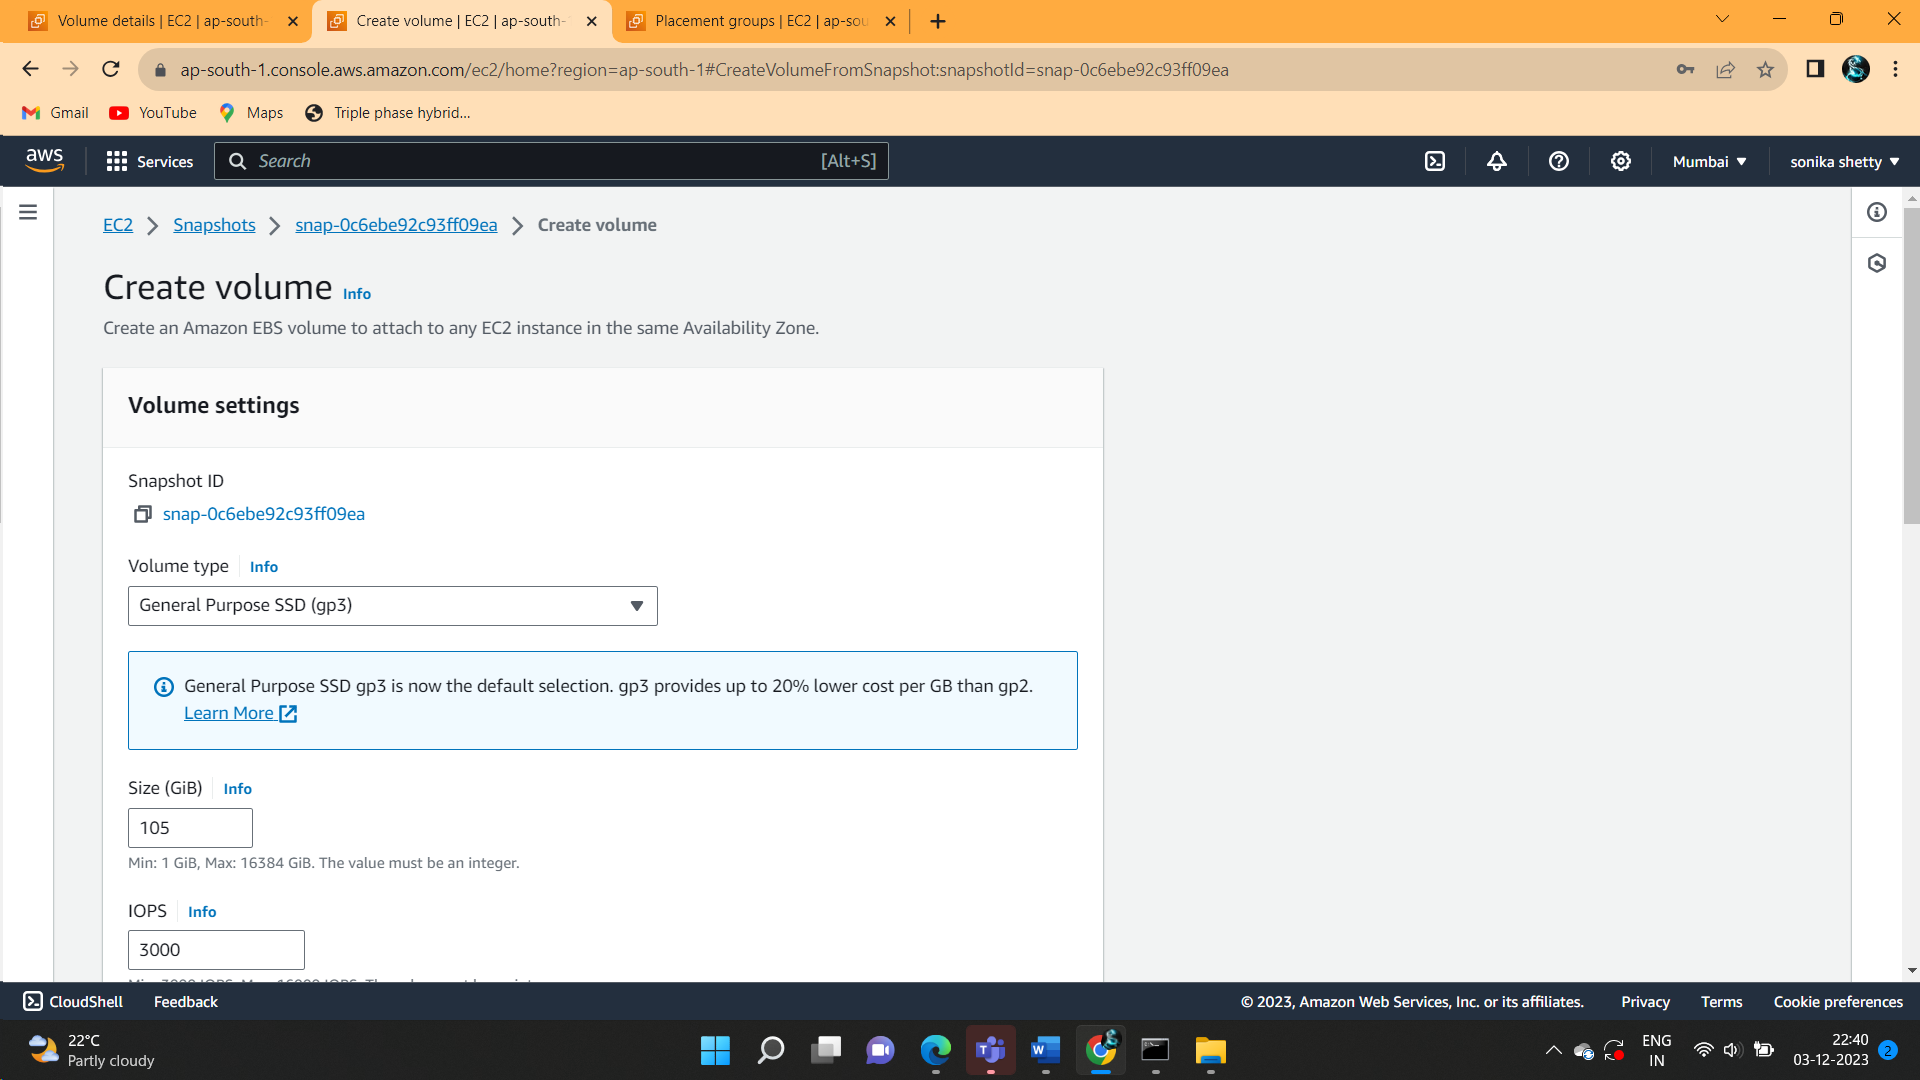 Volume details | EC2 | ap-south-
Create volume | EC2 | ap-south-
Placement groups | EC2 | ap-sou
ap-south-1.console.aws.amazon.com/ec2/home?region=ap-south-1#CreateVolumeFromSnapshot:snapshotId=snap-0c6ebe92c93ff09ea
Gmail YouTube Maps Triple phase hybrid...
aws Services Search [Alt+S] Mumbai sonika shetty
EC2 Snapshots snap-0c6ebe92c93ff09ea Create volume
Create volume Info
Create an Amazon EBS volume to attach to any EC2 instance in the same Availability Zone.
Volume settings
Snapshot ID
snap-0c6ebe92c93ff09ea
Volume type Info
General Purpose SSD (gp3)
General Purpose SSD gp3 is now the default selection. gp3 provides up to 20% lower cost per GB than gp2.
Learn More
Size (GiB) Info
105
Min: 1 GiB, Max: 16384 GiB. The value must be an integer.
IOPS Info
3000
CloudShell Feedback © 2023, Amazon Web Services, Inc. or its affiliates. Privacy Terms Cookie preferences
22°C
Partly cloudy
ENG
IN
22:40
03-12-2023
2